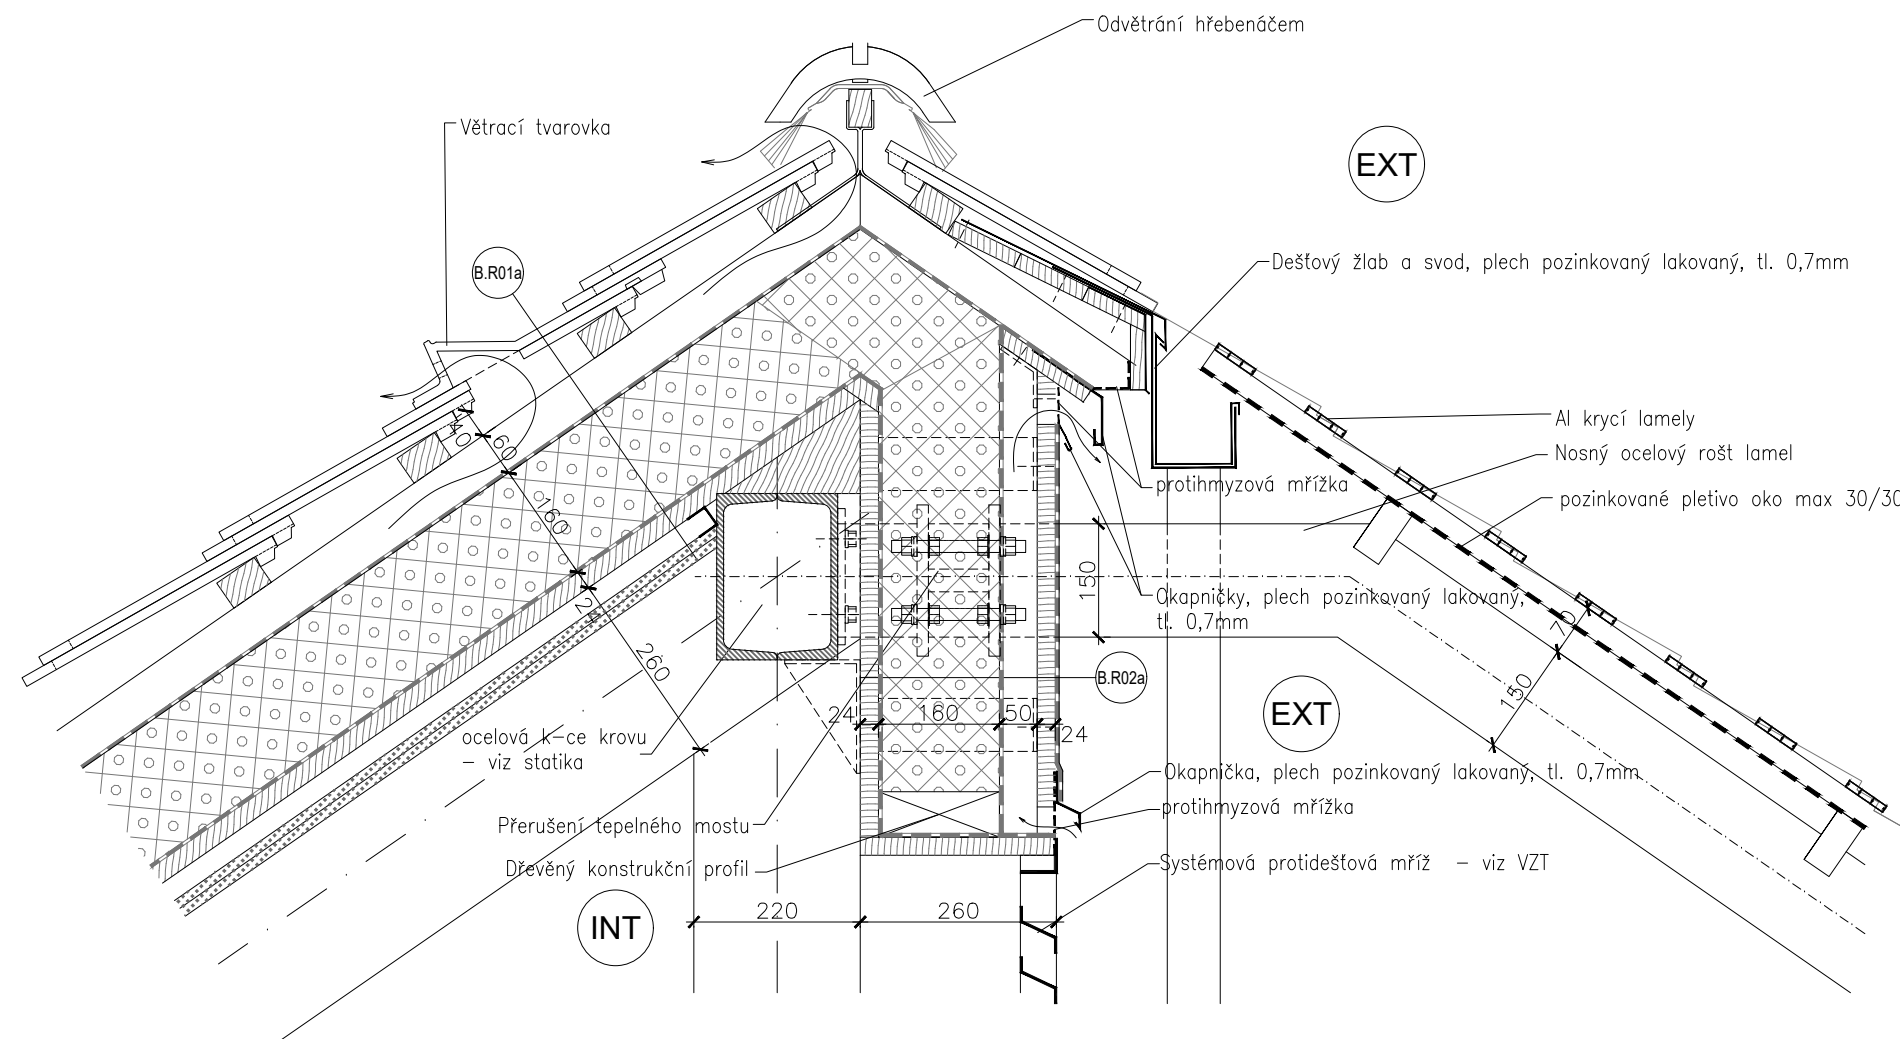 Odvětrání hřebenáčem
Větrací tvarovka
EXT
B.R01a
Dešťový žlab a svod, plech pozinkovaný lakovaný, tl. 0,7mm
Al krycí lamely
Nosný ocelový rošt lamel
protihmyzová mřížka
pozinkované pletivo oko max 30/30
40
60
160
24
260
150
Okapničky, plech pozinkovaný lakovaný,
tl. 0,7mm
70
150
B.R02a
EXT
24
160
50
24
ocelová k-ce krovu
– viz statika
Okapnička, plech pozinkovaný lakovaný, tl. 0,7mm
protihmyzová mřížka
Přerušení tepelného mostu
Dřevěný konstrukční profil
Systémová protidešťová mříž – viz VZT
INT
220
260